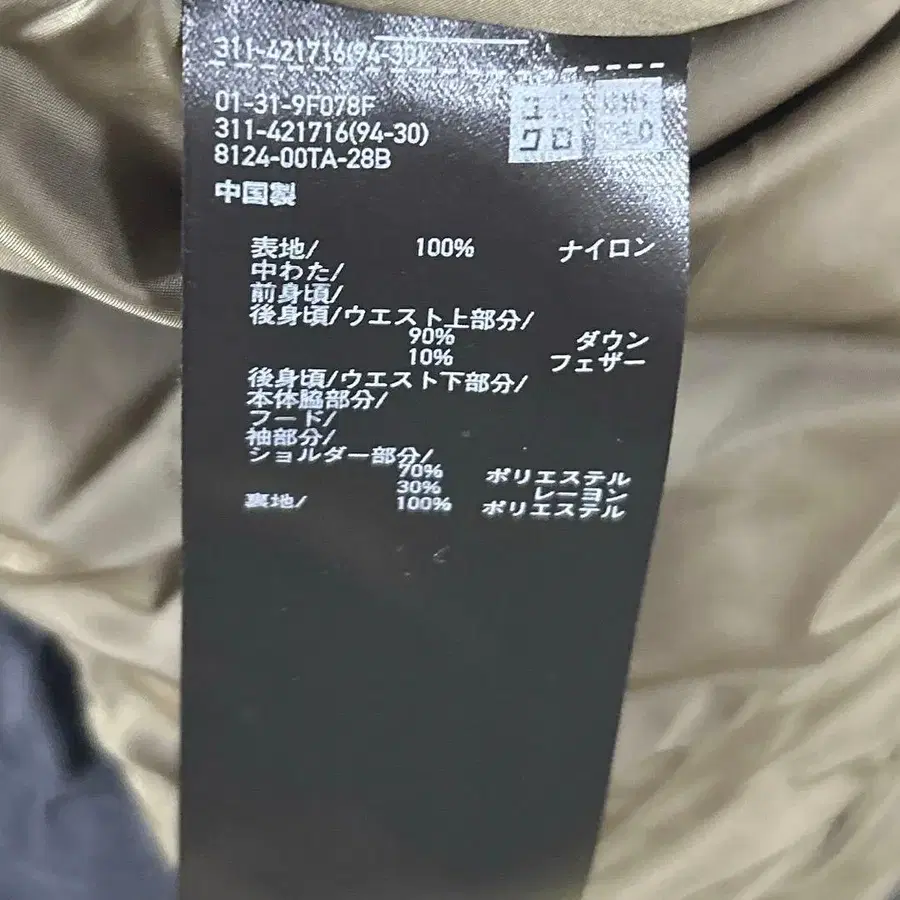 311-421716(94-30)
01-31-9F078F
311-421716(94-30)
8124-00TA-28B
中国製
表地/ 100% ナイロン
中わた/
前身頃/
後身頃/ウエスト上部分/
90% ダウン
10% フェザー
後身頃/ウエスト下部分/
本体脇部分/
フード/
袖部分/
ショルダー部分/
70% ポリエステル
30% レーヨン
裏地/ 100% ポリエステル